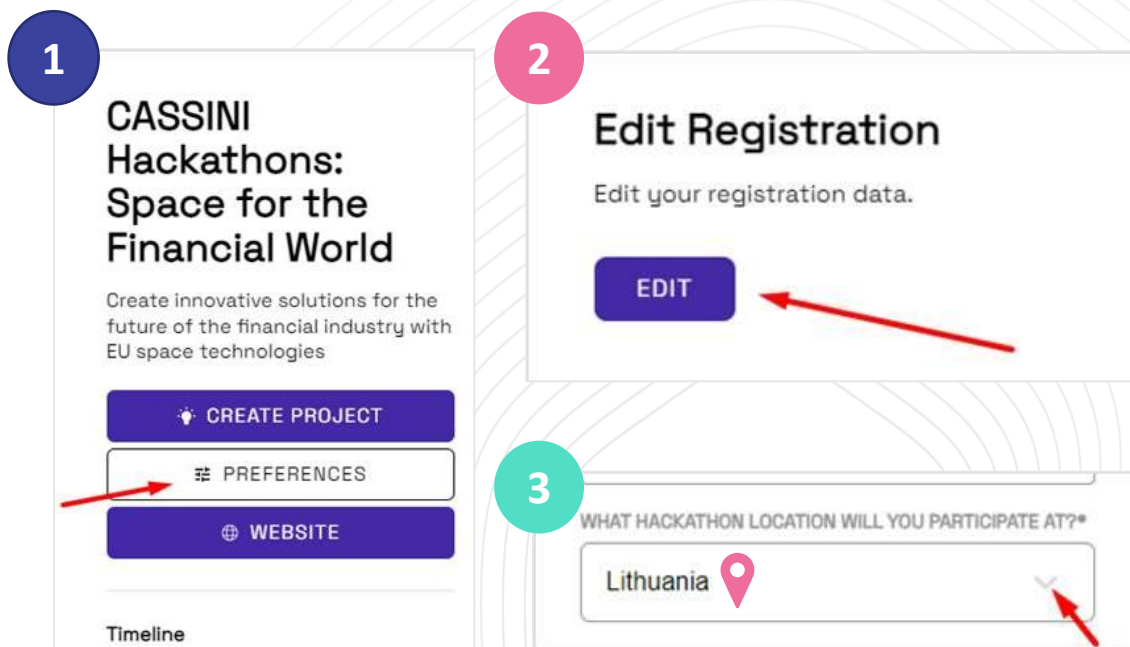 1
CASSINI
Hackathons:
Space for the
Financial World
Create innovative solutions for the
future of the financial industry with
EU space technologies
CREATE PROJECT
PREFERENCES
WEBSITE
Timeline
2
Edit Registration
Edit your registration data.
EDIT
3
WHAT HACKATHON LOCATION WILL YOU PARTICIPATE AT?*
Lithuania